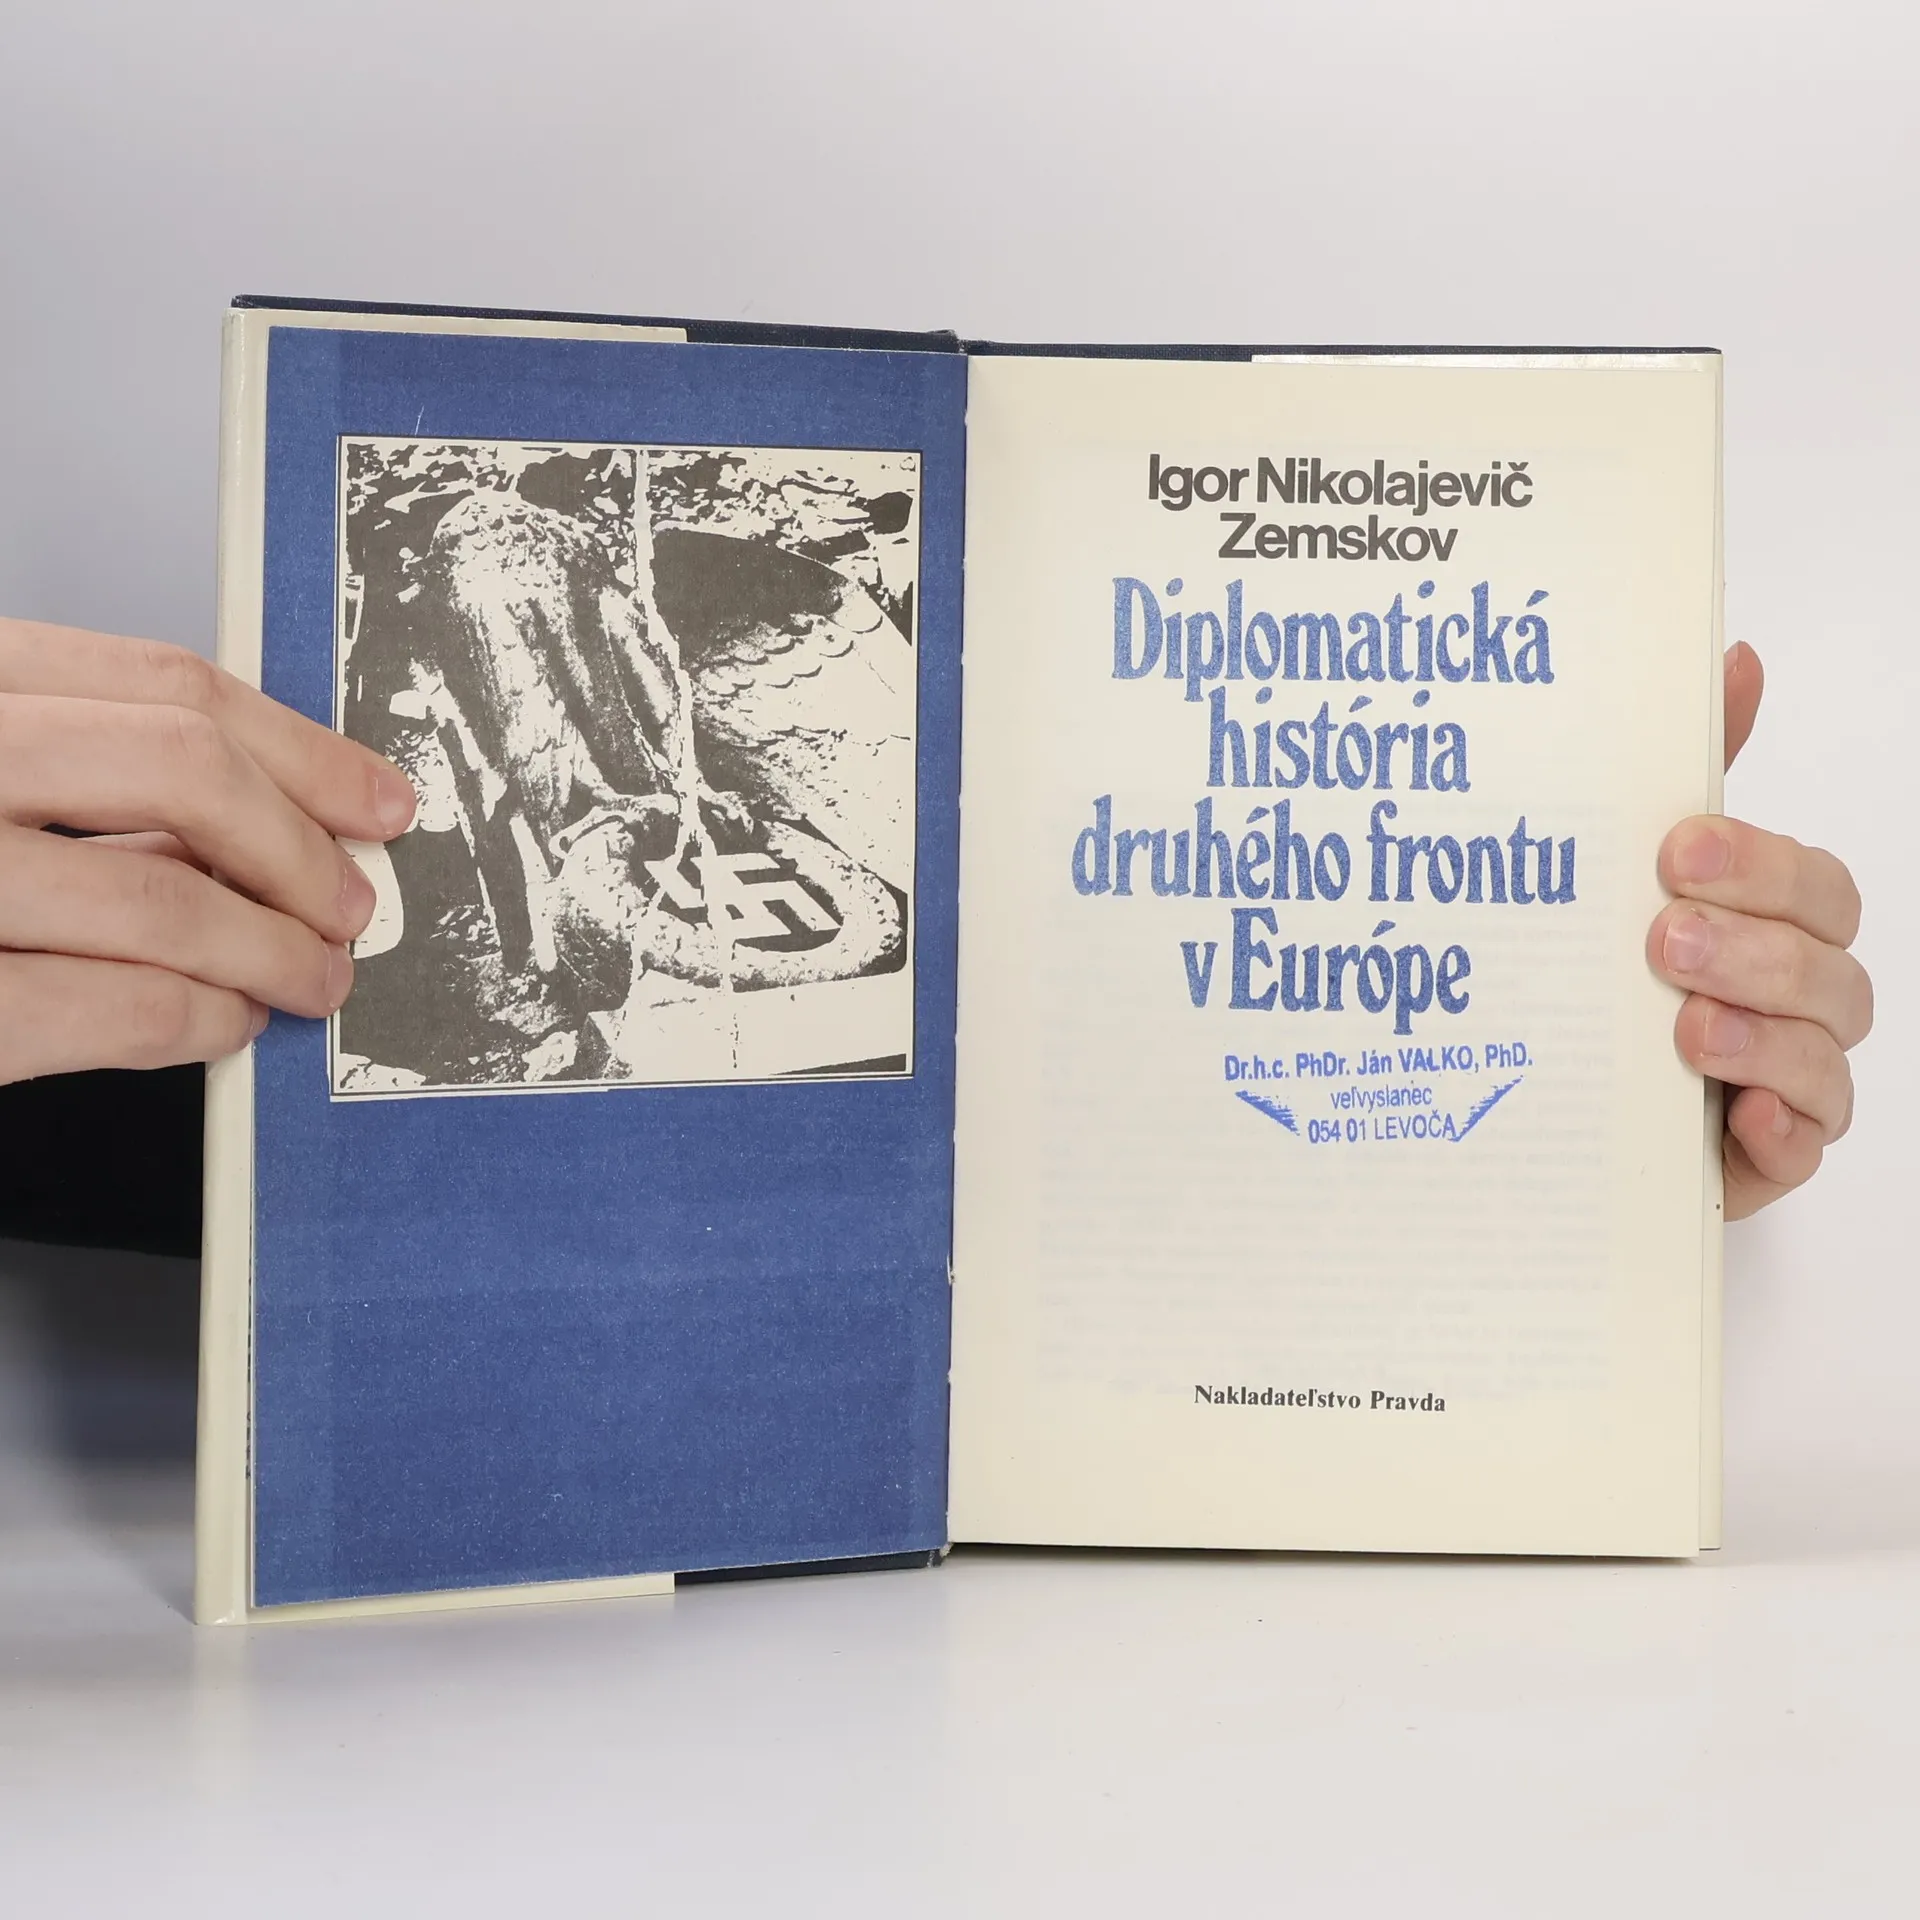 Igor Nikolajevič
Zemskov
Diplomatická
história
druhého frontu
v Európe
Dr.h.c. PhDr. Ján VALKO, PhD.
veľvyslanec
054 01 LEVOČA
Nakladateľstvo Pravda